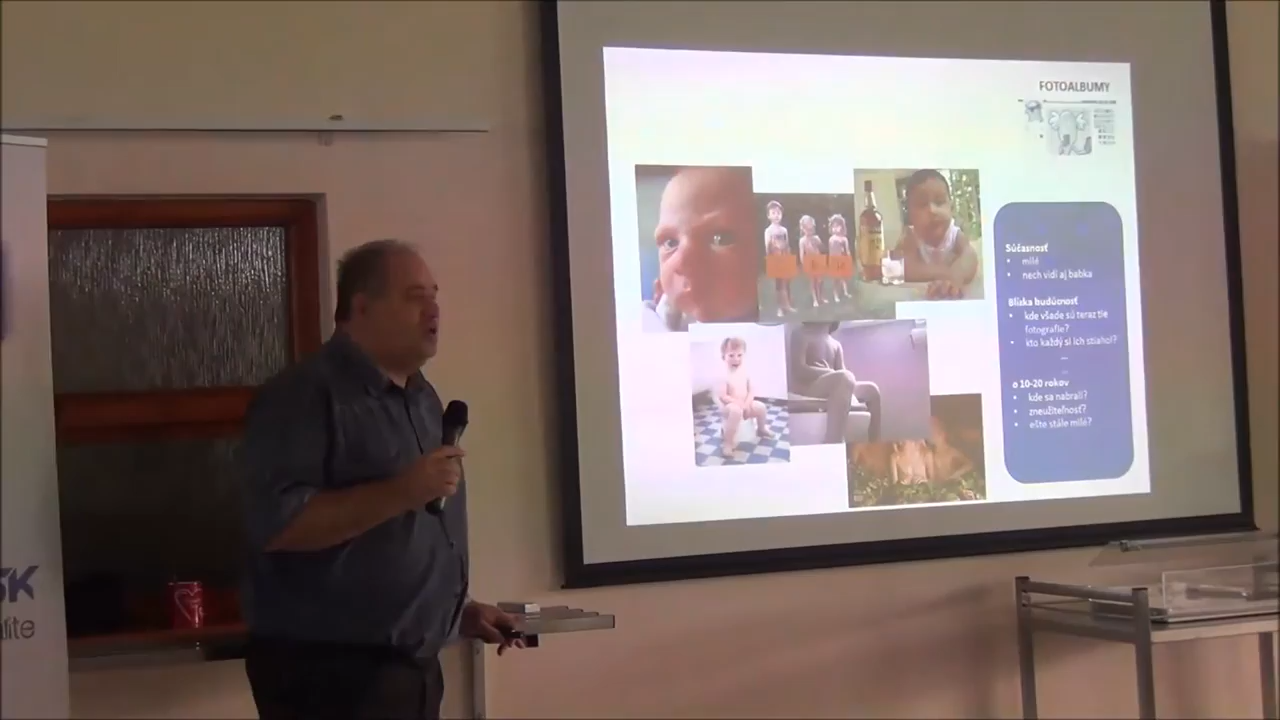 FOTOALBUMY
Súčasnosť
• milé
• nech vidí aj babka
Blízka budúcnosť
• kde všade sú teraz tie
fotografie?
• kto každý si ich stiahol?
...
...
o 10-20 rokov
• kde sa nabrali?
• zneužiteľnosť?
• ešte stále milé?
SK